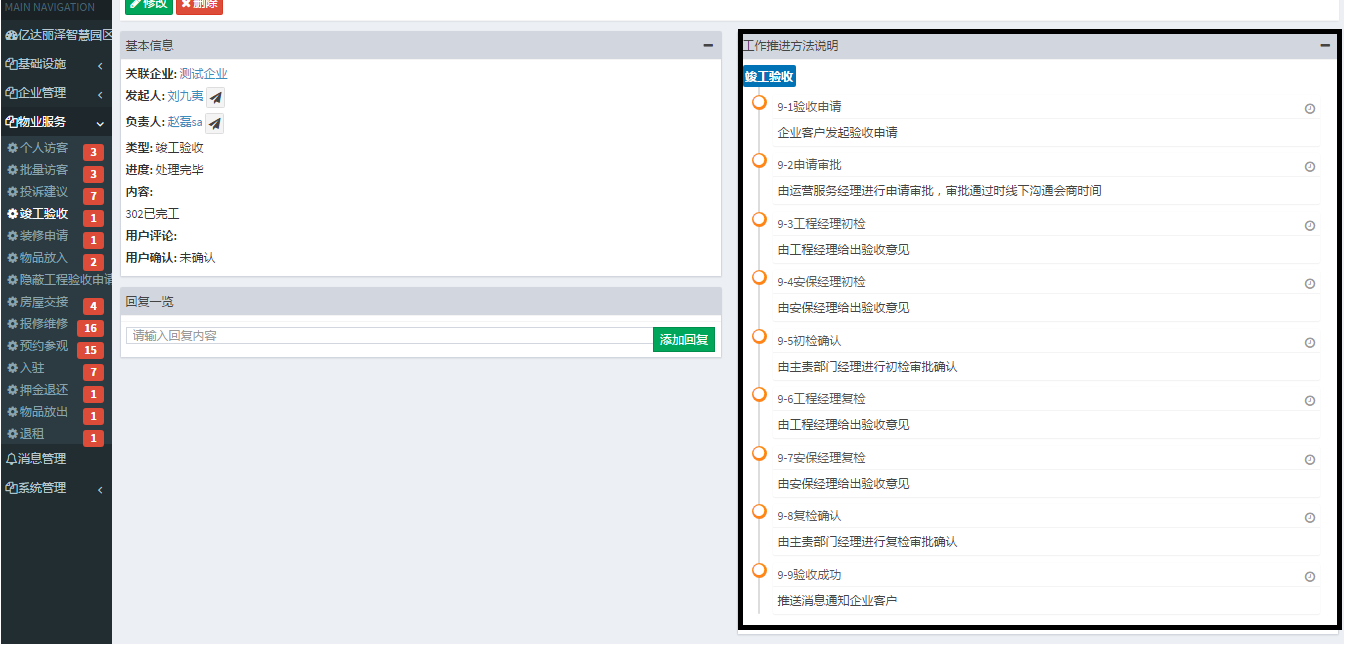 MAIN NAVIGATION
亿达丽泽智慧园区
基础设施
企业管理
物业服务
个人访客 3
批量访客 3
投诉建议 7
竣工验收 1
装修申请 1
物品放入 2
隐蔽工程验收申请
房屋交接 4
报修维修 16
预约参观 15
入驻 7
押金退还 1
物品放出 1
退租 1
消息管理
系统管理
修改 删除
基本信息
关联企业: 测试企业
发起人: 刘九夷
负责人: 赵磊sa
类型: 竣工验收
进度: 处理完毕
内容:
302已完工
用户评论:
用户确认: 未确认
回复一览
请输入回复内容 添加回复
工作推进方法说明
竣工验收
9-1验收申请
企业客户发起验收申请
9-2申请审批
由运营服务经理进行申请审批，审批通过时线下沟通会商时间
9-3工程经理初检
由工程经理给出验收意见
9-4安保经理初检
由安保经理给出验收意见
9-5初检确认
由主责部门经理进行初检审批确认
9-6工程经理复检
由工程经理给出验收意见
9-7安保经理复检
由安保经理给出验收意见
9-8复检确认
由主责部门经理进行复检审批确认
9-9验收成功
推送消息通知企业客户